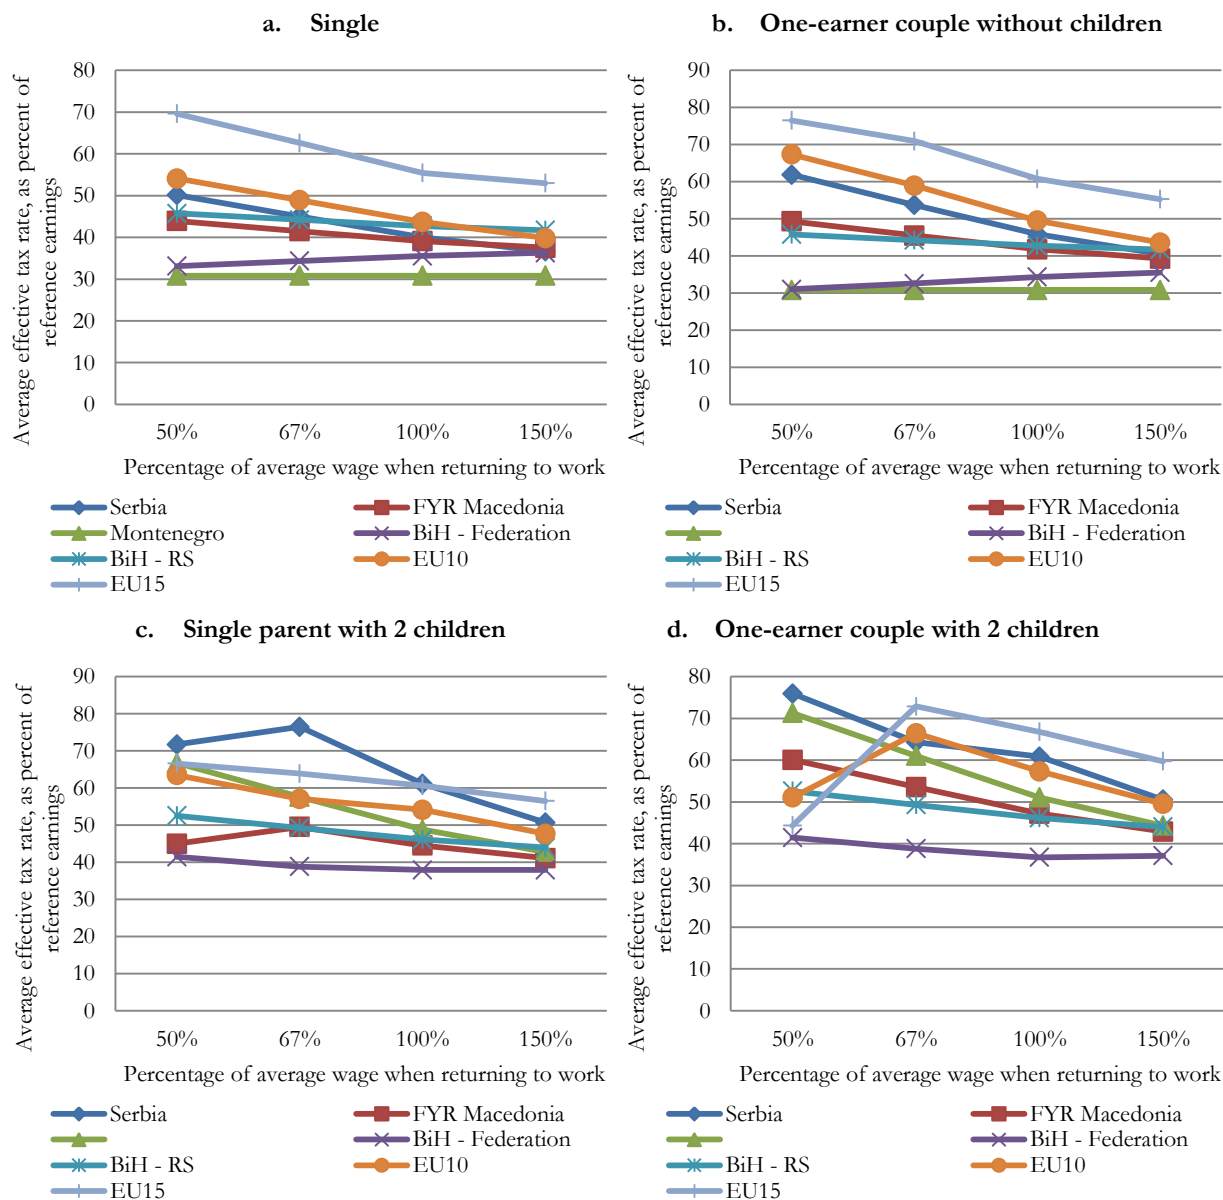 a. Single
Average effective tax rate, as percent of
reference earnings
80
70
60
50
40
30
20
10
0
50% 67% 100% 150%
Percentage of average wage when returning to work
Serbia FYR Macedonia
Montenegro BiH - Federation
BiH - RS EU10
EU15
b. One-earner couple without children
Average effective tax rate, as percent of
reference earnings
90
80
70
60
50
40
30
20
10
0
50% 67% 100% 150%
Percentage of average wage when returning to work
Serbia FYR Macedonia
BiH - Federation
BiH - RS EU10
EU15
c. Single parent with 2 children
Average effective tax rate, as percent of
reference earnings
90
80
70
60
50
40
30
20
10
0
50% 67% 100% 150%
Percentage of average wage when returning to work
Serbia FYR Macedonia
BiH - Federation
BiH - RS EU10
EU15
d. One-earner couple with 2 children
Average effective tax rate, as percent of
reference earnings
80
70
60
50
40
30
20
10
0
50% 67% 100% 150%
Percentage of average wage when returning to work
Serbia FYR Macedonia
BiH - Federation
BiH - RS EU10
EU15